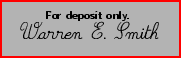 For deposit only.
Warren E. Smith